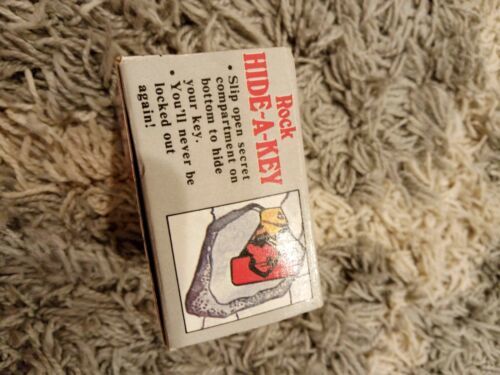 Rock
HIDE-A-KEY
• Slip open secret
compartment on
bottom to hide
your key.
• You'll never be
locked out
again!